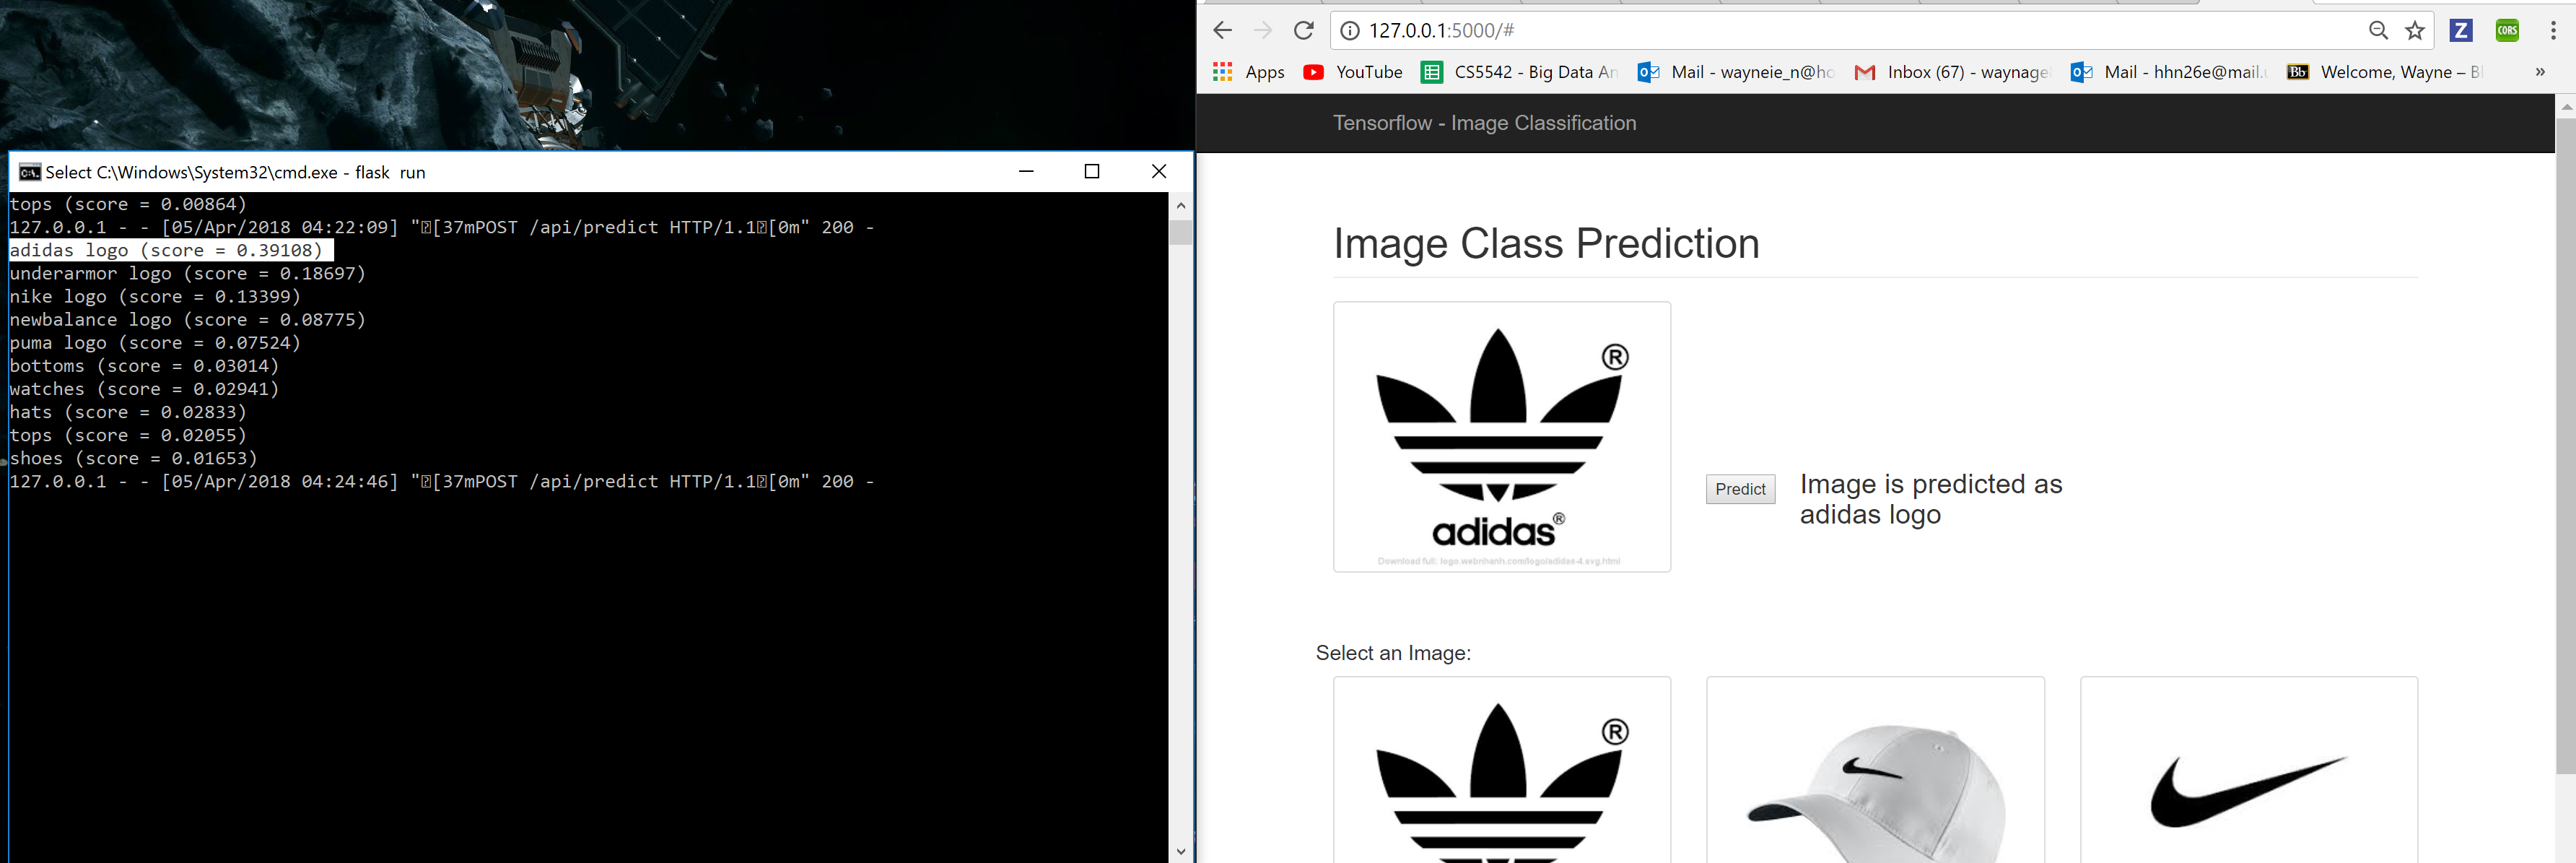 Select C:\Windows\System32\cmd.exe - flask  run
tops (score = 0.00864)
127.0.0.1 - - [05/Apr/2018 04:22:09] "[37mPOST /api/predict HTTP/1.1[0m" 200 -
adidas logo (score = 0.39108)
underarmor logo (score = 0.18697)
nike logo (score = 0.13399)
newbalance logo (score = 0.08775)
puma logo (score = 0.07524)
bottoms (score = 0.03014)
watches (score = 0.02941)
hats (score = 0.02833)
tops (score = 0.02055)
shoes (score = 0.01653)
127.0.0.1 - - [05/Apr/2018 04:24:46] "[37mPOST /api/predict HTTP/1.1[0m" 200 -
127.0.0.1:5000/#
Z
CORS
Apps YouTube CS5542 - Big Data An Mail - wayneie_n@ho Inbox (67) - waynage Mail - hhn26e@mail. Bb Welcome, Wayne – Bl »
Tensorflow - Image Classification
Image Class Prediction
®
adidas®
Download full: logo.webnhanh.com/logo/adidas-4.svg.html
Predict
Image is predicted as
adidas logo
Select an Image:
®